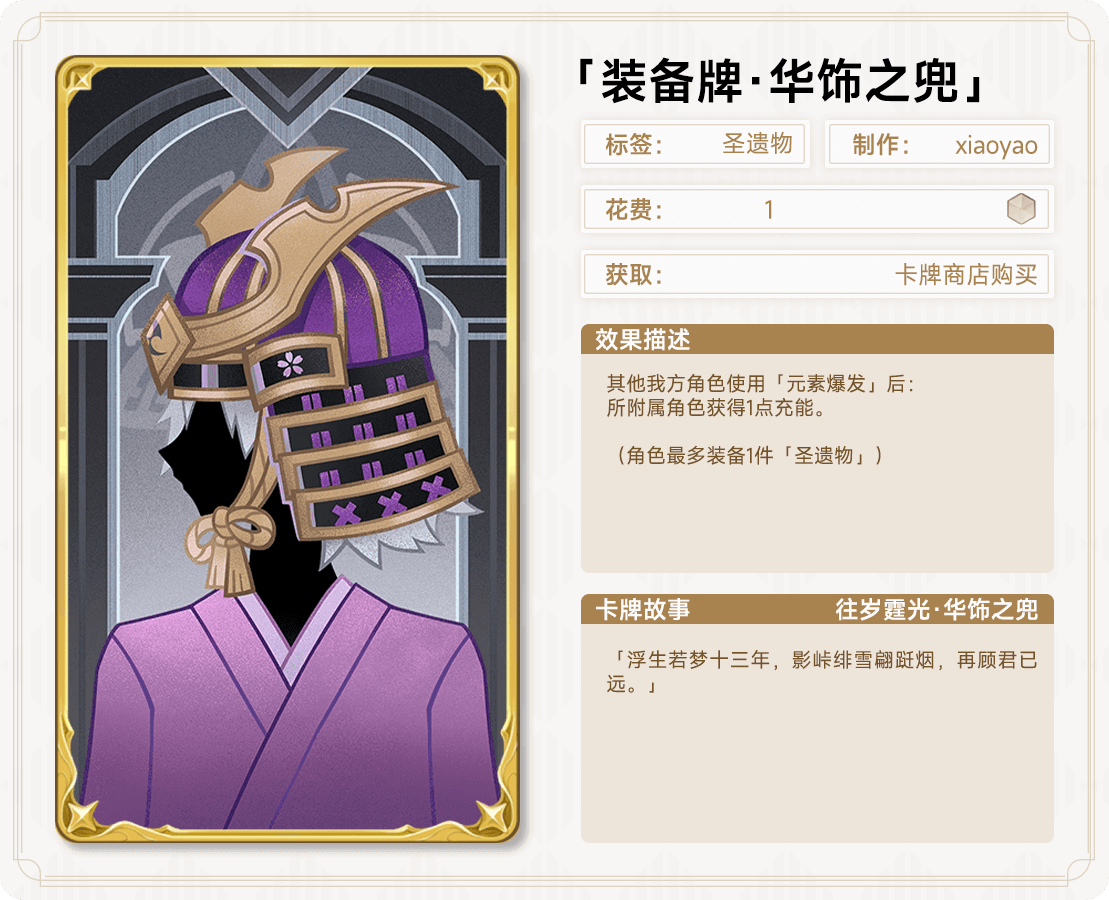 「装备牌·华饰之兜」
标签： 圣遗物
制作： xiaoyao
花费： 1
获取： 卡牌商店购买
效果描述
其他我方角色使用「元素爆发」后：
所附属角色获得1点充能。
（角色最多装备1件「圣遗物」）
卡牌故事 往岁霆光·华饰之兜
「浮生若梦十三年，影峠绯雪翩跹烟，再顾君已
远。」